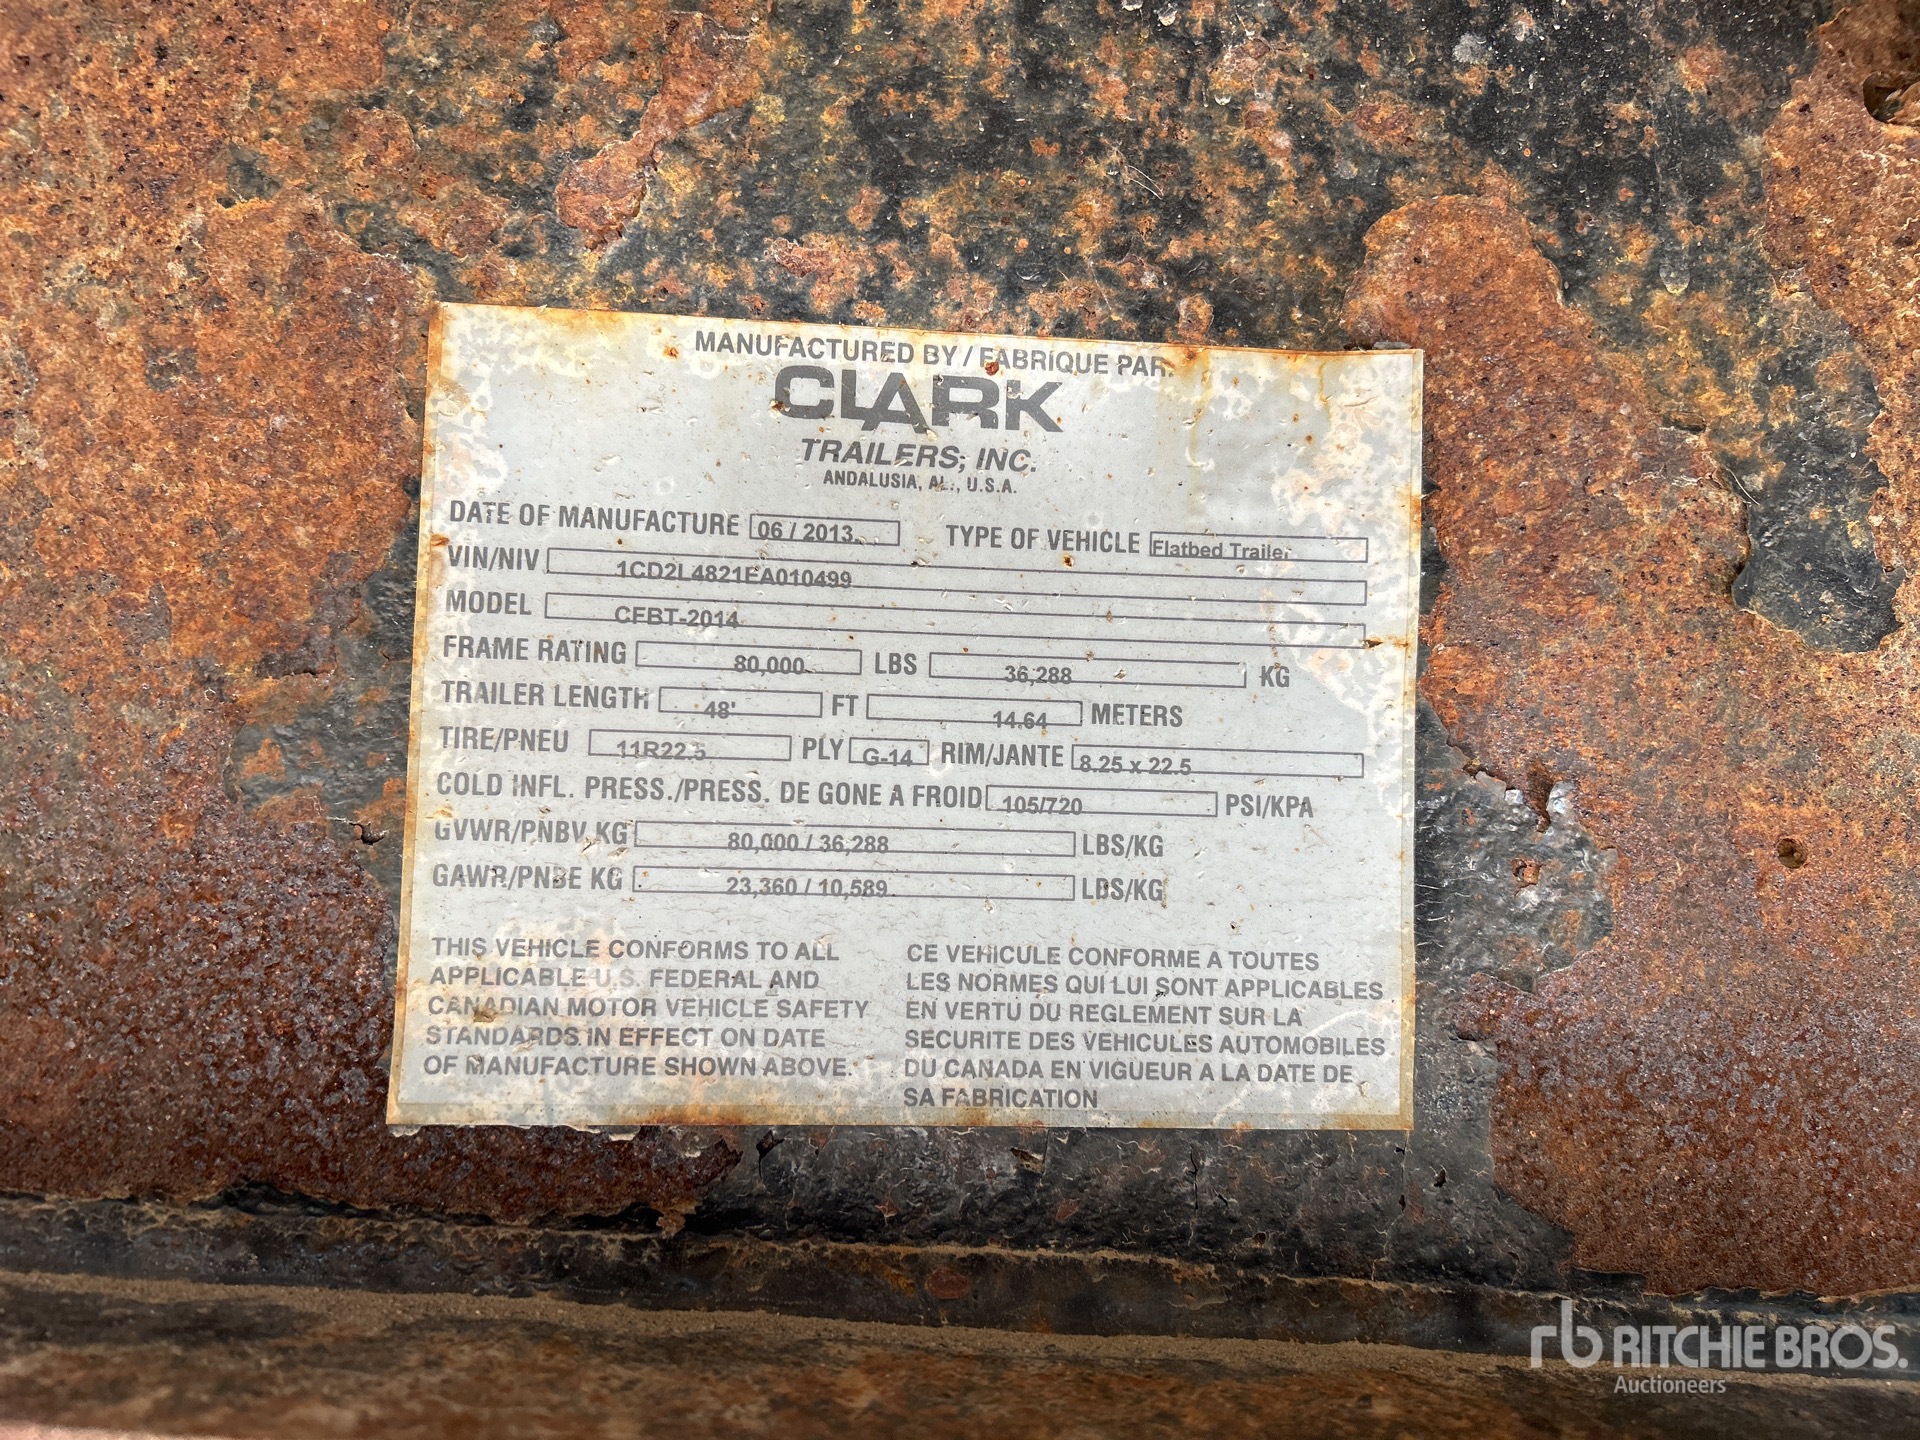 MANUFACTURED BY / FABRIQUE PAR:
CLARK
TRAILERS, INC.
ANDALUSIA, AL., U.S.A.
DATE OF MANUFACTURE 06 / 2013 TYPE OF VEHICLE Flatbed Trailer
VIN/NIV 1CD2L4821EA010499
MODEL CFBT-2014
FRAME RATING 80,000 LBS 36,288 KG
TRAILER LENGTH 48' FT 14.64 METERS
TIRE/PNEU 11R22.5 PLY G-14 RIM/JANTE 8.25 x 22.5
COLD INFL. PRESS./PRESS. DE GONE A FROID 105/720 PSI/KPA
GVWR/PNBV KG 80,000 / 36,288 LBS/KG
GAWR/PNBE KG 23,360 / 10,589 LBS/KG
THIS VEHICLE CONFORMS TO ALL
APPLICABLE U.S. FEDERAL AND
CANADIAN MOTOR VEHICLE SAFETY
STANDARDS IN EFFECT ON DATE
OF MANUFACTURE SHOWN ABOVE.
CE VEHICULE CONFORME A TOUTES
LES NORMES QUI LUI SONT APPLICABLES
EN VERTU DU REGLEMENT SUR LA
SECURITE DES VEHICULES AUTOMOBILES
DU CANADA EN VIGUEUR A LA DATE DE
SA FABRICATION
rb RITCHIE BROS.
Auctioneers